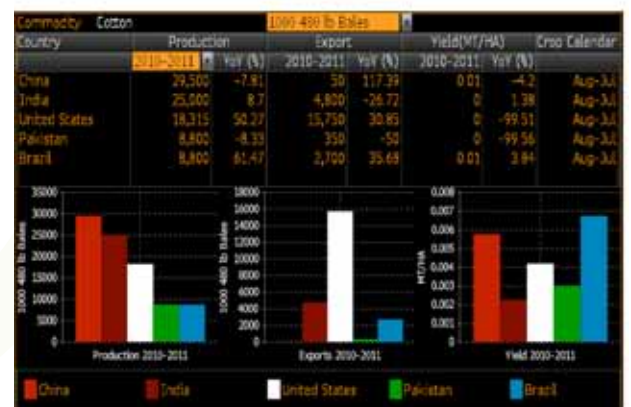 Commodity Cotton 1000 480 lb Bales
Country Production Export Yield(MT/HA) Crop Calendar
2010-2011 YoY (%) 2010-2011 YoY (%) 2010-2011 YoY (%)
China 29,500 -7.81 50 117.39 0.01 -4.2 Aug-Jul
India 25,000 8.7 4,800 -26.72 0 1.38 Aug-Jul
United States 18,315 50.27 15,750 30.85 0 -99.51 Aug-Jul
Pakistan 8,800 -8.33 350 -50 0 -99.56 Aug-Jul
Brazil 8,800 61.47 2,700 35.68 0.01 3.84 Aug-Jul
35000
30000
25000
20000
15000
10000
5000
0
1000 480 lb Bales
Production 2010-2011
18000
16000
14000
12000
10000
8000
6000
4000
2000
0
1000 480 lb Bales
Exports 2010-2011
0.008
0.007
0.006
0.005
0.004
0.003
0.002
0.001
0
MT/HA
Yield 2010-2011
China India United States Pakistan Brazil